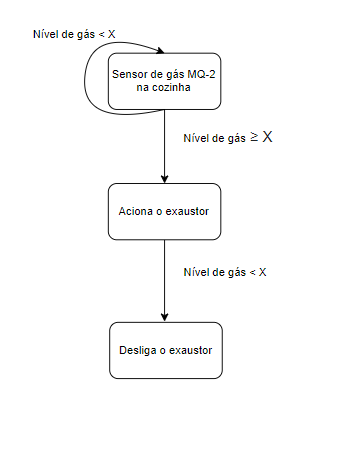 Nível de gás < X
Sensor de gás MQ-2
na cozinha
Nível de gás ≥ X
Aciona o exaustor
Nível de gás < X
Desliga o exaustor